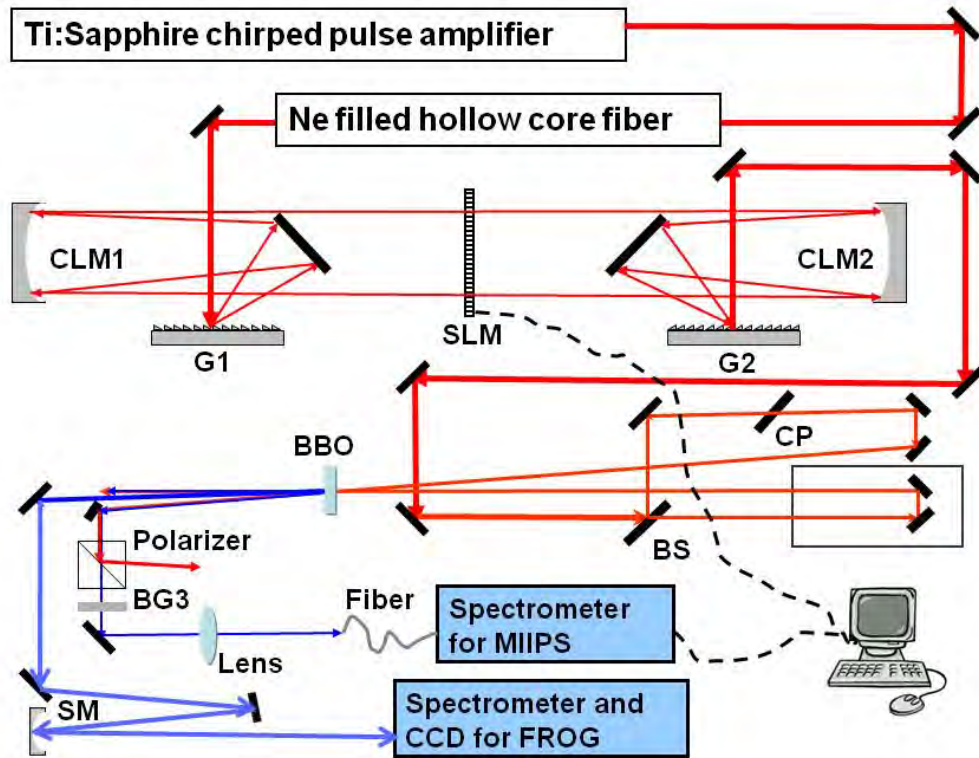 Ti:Sapphire chirped pulse amplifier
Ne filled hollow core fiber
CLM1
CLM2
SLM
G1
G2
CP
BBO
BS
Polarizer
BG3
Fiber
Lens
Spectrometer
for MIIPS
SM
Spectrometer and
CCD for FROG